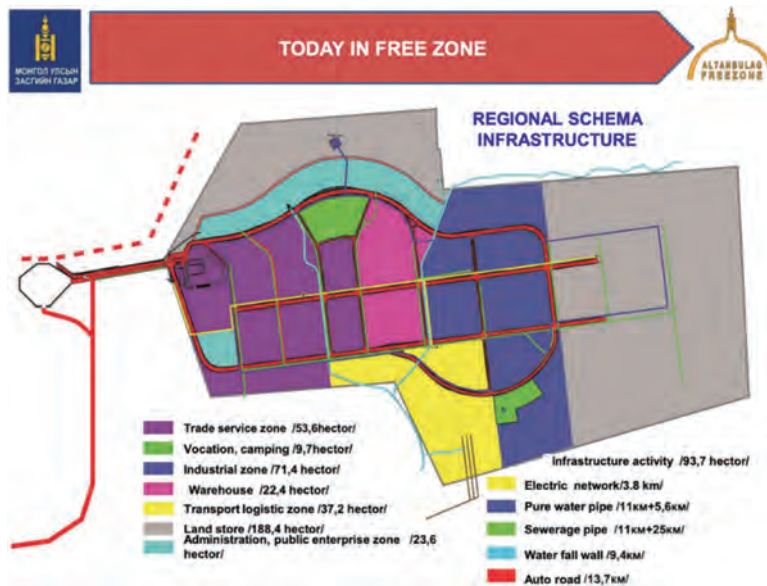 МОНГОЛ УЛСЫН
ЗАСГИЙН ГАЗАР
TODAY IN FREE ZONE
ALTANBULAG
FREEZONE
REGIONAL SCHEMA
INFRASTRUCTURE
Trade service zone /53,6hector/
Vocation, camping /9,7hector/
Industrial zone /71,4 hector/
Warehouse /22,4 hector/
Transport logistic zone /37,2 hector/
Land store /188,4 hector/
Administration, public enterprise zone /23,6
hector/
Infrastructure activity /93,7 hector/
Electric network/3.8 km/
Pure water pipe /11км+5,6км/
Sewerage pipe /11км+25км/
Water fall wall /9,4км/
Auto road /13,7км/